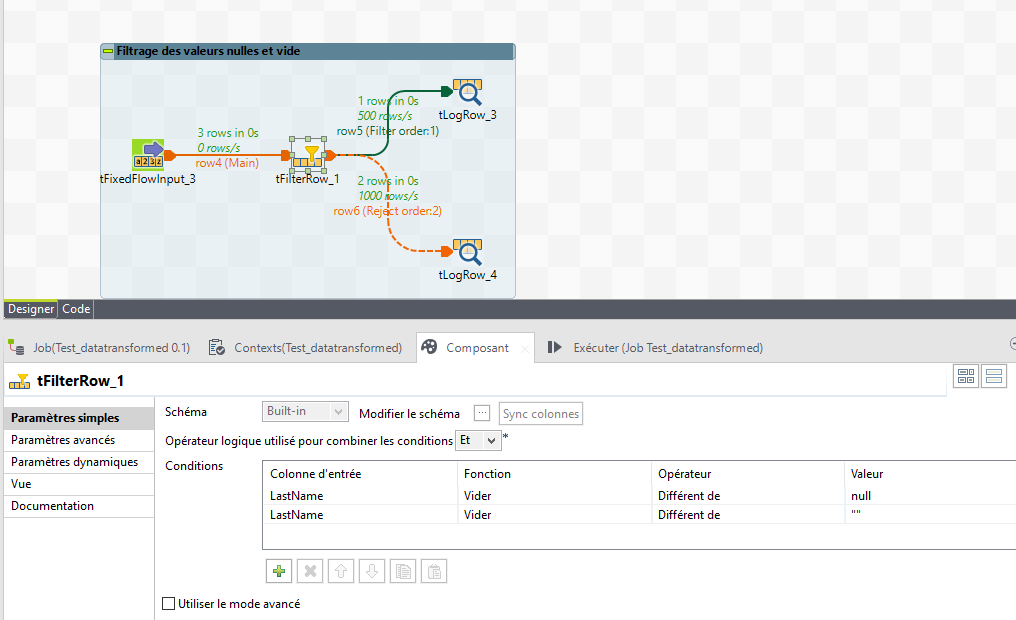 Filtrage des valeurs nulles et vide
1 rows in 0s
500 rows/s
row5 (Filter order:1)
tLogRow_3
3 rows in 0s
0 rows/s
row4 (Main)
tFixedFlowInput_3
tFilterRow_1
2 rows in 0s
1000 rows/s
row6 (Reject order:2)
tLogRow_4
Designer Code
Job(Test_datatransformed 0.1) Contexts(Test_datatransformed) Composant Exécuter (Job Test_datatransformed)
tFilterRow_1
Paramètres simples
Paramètres avancés
Paramètres dynamiques
Vue
Documentation
Schéma Built-in Modifier le schéma ... Sync colonnes
Opérateur logique utilisé pour combiner les conditions Et *
Conditions
Colonne d'entrée Fonction Opérateur Valeur
LastName Vider Différent de null
LastName Vider Différent de ""
Utiliser le mode avancé